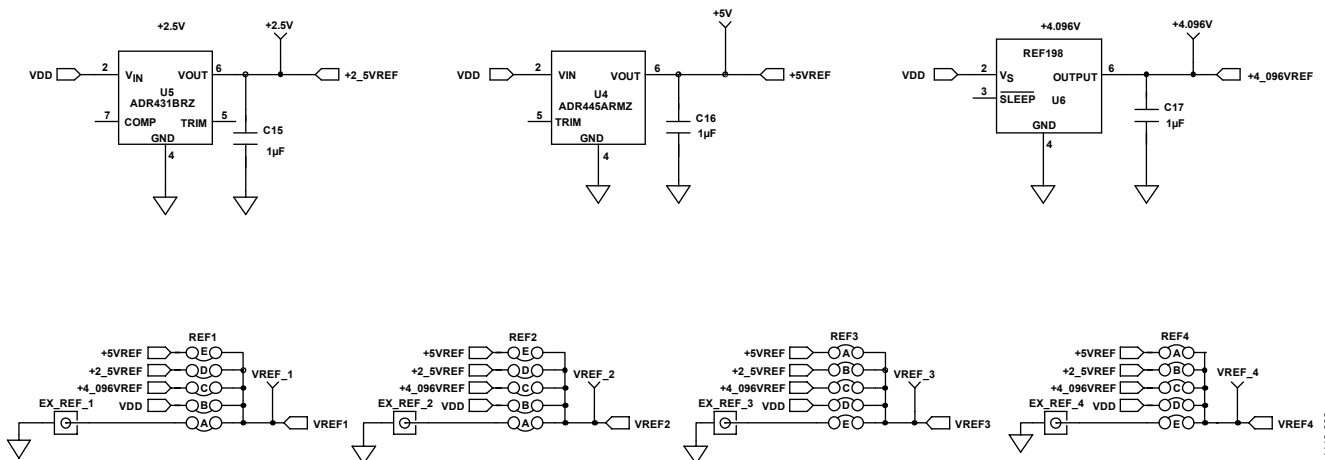 +2.5V
+2.5V
VDD
2
VIN
VOUT
6
+2_5VREF
U5
ADR431BRZ
7
COMP
TRIM
5
GND
4
C15
1µF
+5V
VDD
2
VIN
VOUT
6
+5VREF
U4
ADR445ARMZ
5
TRIM
GND
4
C16
1µF
+4.096V
+4.096V
REF198
VDD
2
VS
OUTPUT
6
+4_096VREF
3
SLEEP
U6
GND
4
C17
1µF
REF1
+5VREF
E
+2_5VREF
D
VREF_1
+4_096VREF
C
EX_REF_1
VDD
B
A
VREF1
REF2
+5VREF
E
+2_5VREF
D
VREF_2
+4_096VREF
C
EX_REF_2
VDD
B
A
VREF2
REF3
+5VREF
A
+2_5VREF
B
VREF_3
+4_096VREF
C
EX_REF_3
VDD
D
E
VREF3
REF4
+5VREF
A
+2_5VREF
B
VREF_4
+4_096VREF
C
EX_REF_4
VDD
D
E
VREF4